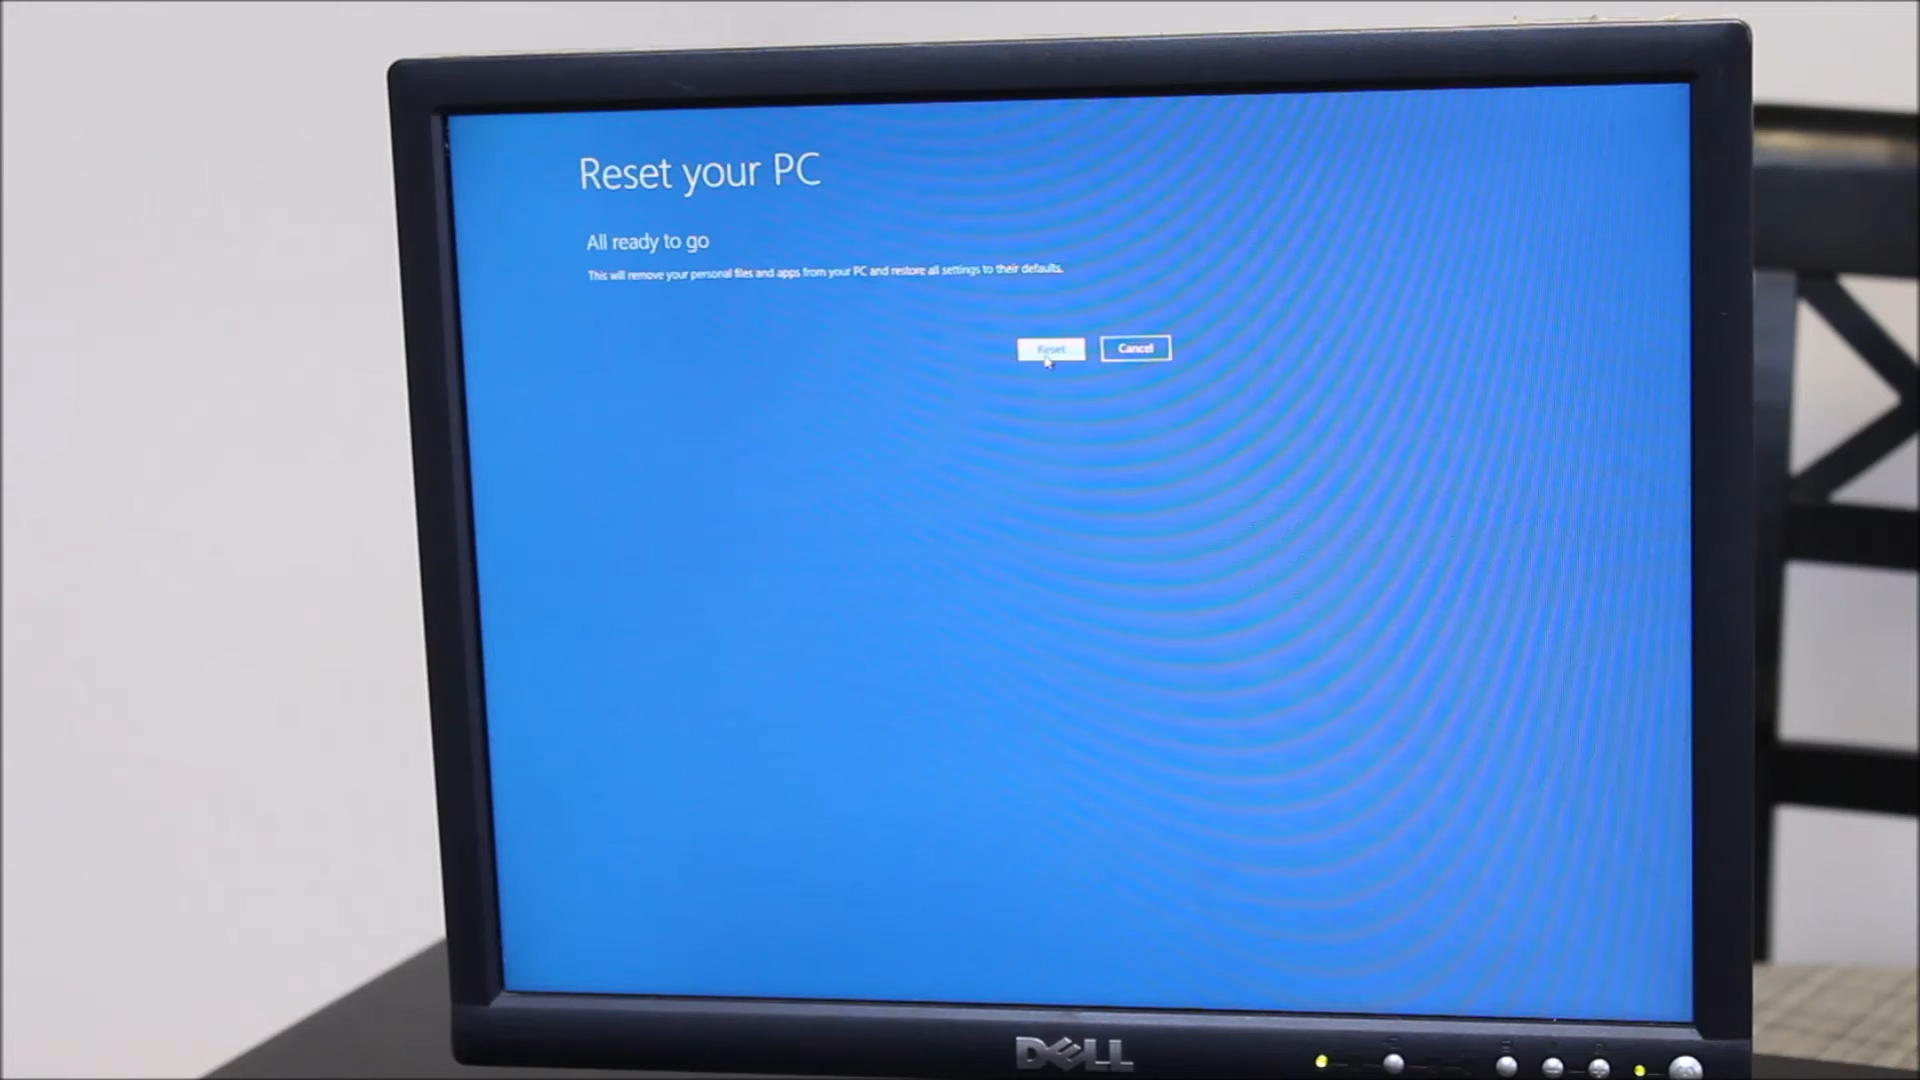 Reset your PC
All ready to go
This will remove your personal files and apps from your PC and restore all settings to their defaults.
Reset Cancel
DELL